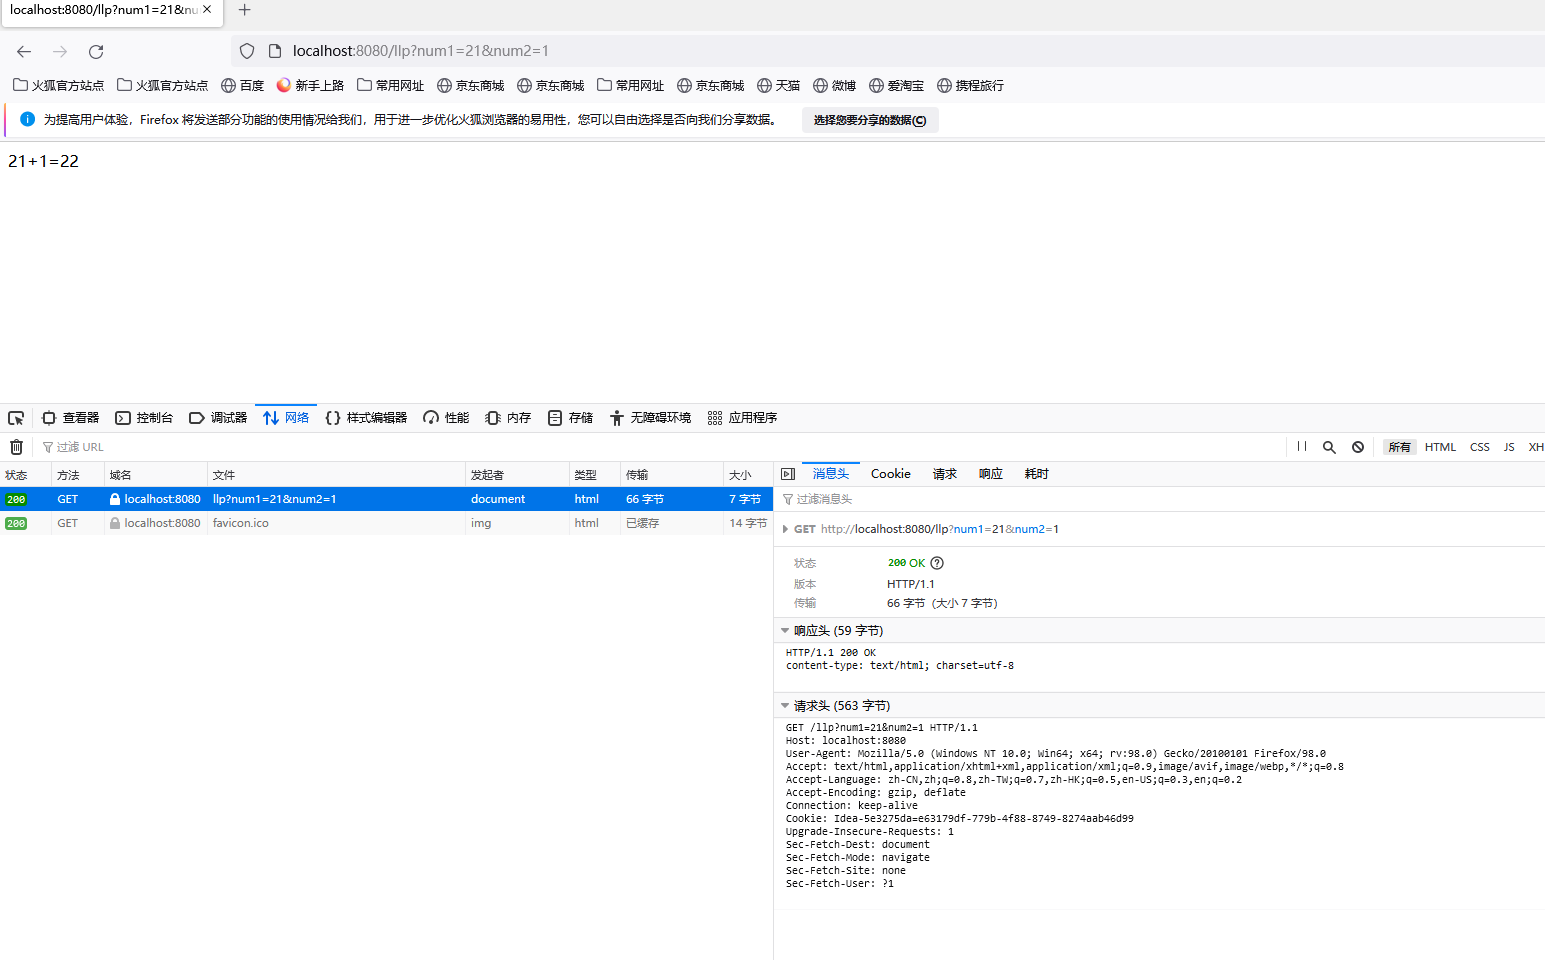 localhost:8080/llp?num1=21&nu
localhost:8080/llp?num1=21&num2=1
火狐官方站点 火狐官方站点 百度 新手上路 常用网址 京东商城 京东商城 常用网址 京东商城 天猫 微博 爱淘宝 携程旅行
为提高用户体验，Firefox 将发送部分功能的使用情况给我们，用于进一步优化火狐浏览器的易用性，您可以自由选择是否向我们分享数据。 选择您要分享的数据(C)
21+1=22
查看器 控制台 调试器 网络 样式编辑器 性能 内存 存储 无障碍环境 应用程序
过滤 URL 所有 HTML CSS JS XH
状态 方法 域名 文件 发起者 类型 传输 大小
200 GET localhost:8080 llp?num1=21&num2=1 document html 66 字节 7 字节
200 GET localhost:8080 favicon.ico img html 已缓存 14 字节
消息头 Cookie 请求 响应 耗时
过滤消息头
GET http://localhost:8080/llp?num1=21&num2=1
状态 200 OK
版本 HTTP/1.1
传输 66 字节 (大小 7 字节)
响应头 (59 字节)
HTTP/1.1 200 OK
content-type: text/html; charset=utf-8
请求头 (563 字节)
GET /llp?num1=21&num2=1 HTTP/1.1
Host: localhost:8080
User-Agent: Mozilla/5.0 (Windows NT 10.0; Win64; x64; rv:98.0) Gecko/20100101 Firefox/98.0
Accept: text/html,application/xhtml+xml,application/xml;q=0.9,image/avif,image/webp,*/*;q=0.8
Accept-Language: zh-CN,zh;q=0.8,zh-TW;q=0.7,zh-HK;q=0.5,en-US;q=0.3,en;q=0.2
Accept-Encoding: gzip, deflate
Connection: keep-alive
Cookie: Idea-5e3275da=e63179df-779b-4f88-8749-8274aab46d99
Upgrade-Insecure-Requests: 1
Sec-Fetch-Dest: document
Sec-Fetch-Mode: navigate
Sec-Fetch-Site: none
Sec-Fetch-User: ?1